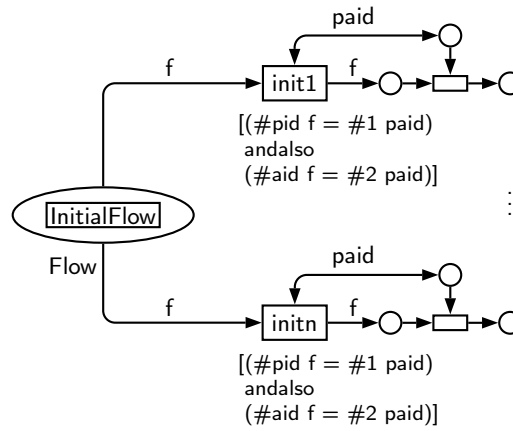 paid
f
init1
f
[(#pid f = #1 paid)
andalso
(#aid f = #2 paid)]
InitialFlow
Flow
paid
f
initn
f
[(#pid f = #1 paid)
andalso
(#aid f = #2 paid)]